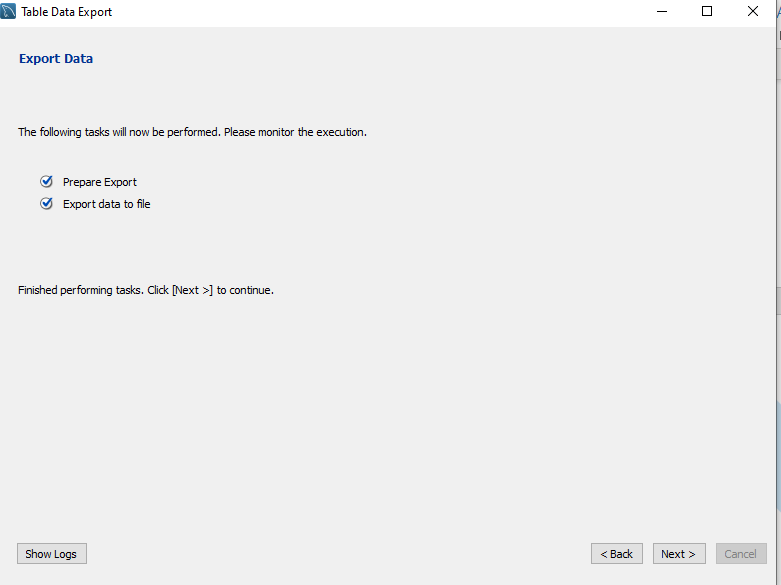 Table Data Export
Export Data
The following tasks will now be performed. Please monitor the execution.
Prepare Export
Export data to file
Finished performing tasks. Click [Next >] to continue.
Show Logs
< Back
Next >
Cancel